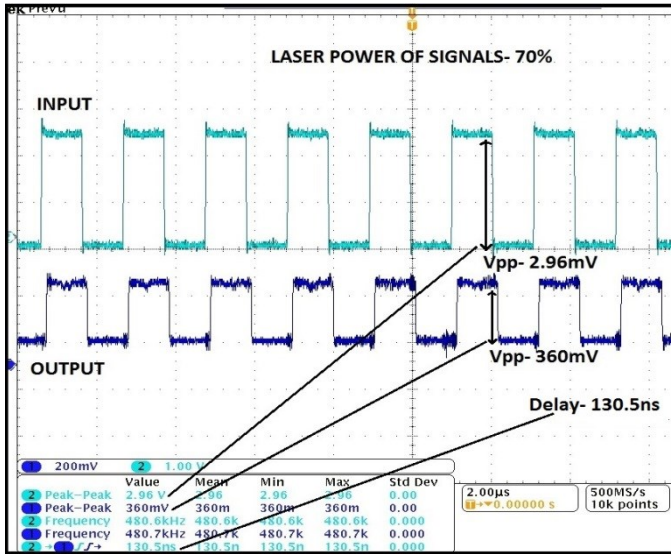 ek PreVu
LASER POWER OF SIGNALS- 70%
INPUT
Vpp- 2.96mV
OUTPUT
Vpp- 360mV
Delay- 130.5ns
1 200mV 2 1.00 V
Value Mean Min Max Std Dev
2 Peak-Peak 2.96 V 2.96 2.96 2.96 0.00
1 Peak-Peak 360mV 360m 360m 360m 0.00
2 Frequency 480.6kHz 480.6k 480.6k 480.6k 0.000
1 Frequency 480.7kHz 480.7k 480.7k 480.7k 0.000
2 → 1 130.5ns 130.5n 130.5n 130.5n 0.000
2.00μs
T→▼0.00000 s
500MS/s
10k points